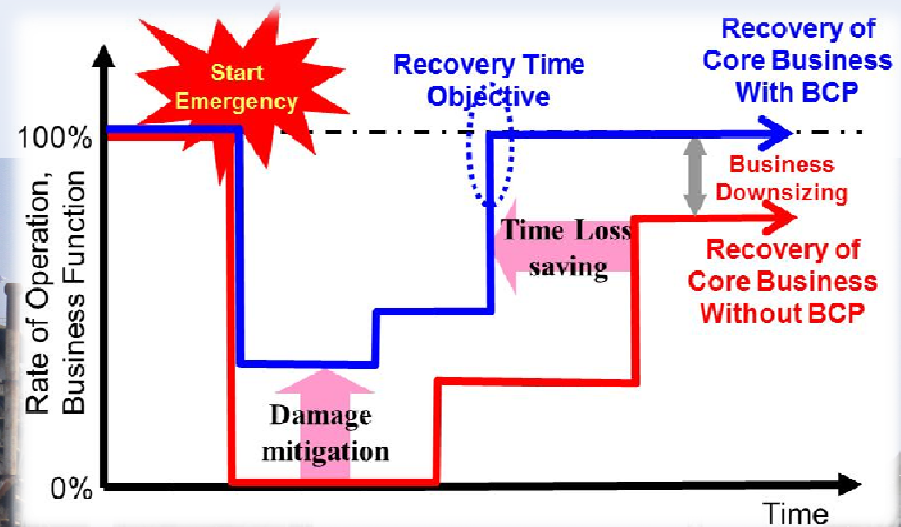 Start
Emergency
Recovery Time
Objective
Recovery of
Core Business
With BCP
100%
Business
Downsizing
Time Loss
saving
Recovery of
Core Business
Without BCP
Rate of Operation,
Business Function
Damage
mitigation
0%
Time